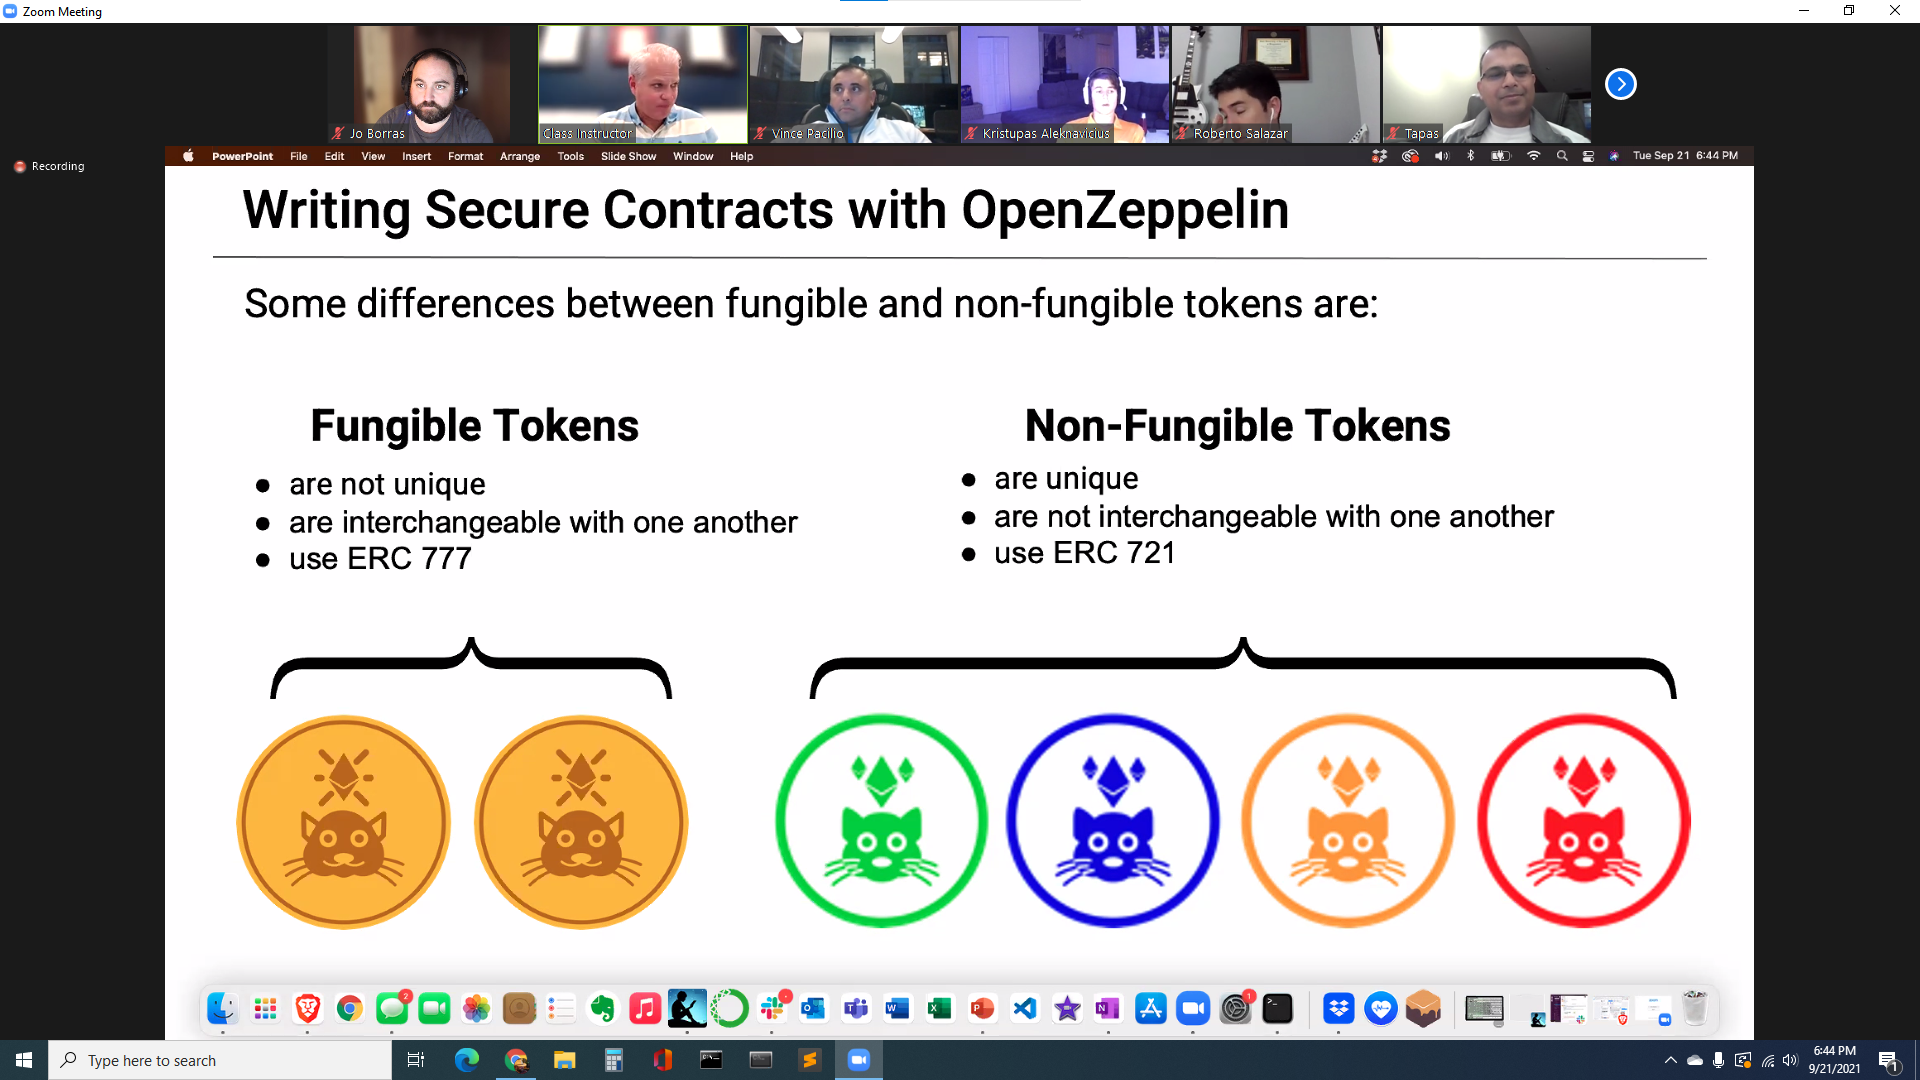 Zoom Meeting
Jo Borras
Class Instructor
Vince Pacilio
Kristupas Aleknavicius
Roberto Salazar
Tapas
Recording
PowerPoint File Edit View Insert Format Arrange Tools Slide Show Window Help
Tue Sep 21 6:44 PM
Writing Secure Contracts with OpenZeppelin
Some differences between fungible and non-fungible tokens are:
Fungible Tokens
● are not unique
● are interchangeable with one another
● use ERC 777
Non-Fungible Tokens
● are unique
● are not interchangeable with one another
● use ERC 721
2
1
Type here to search
6:44 PM
9/21/2021
1